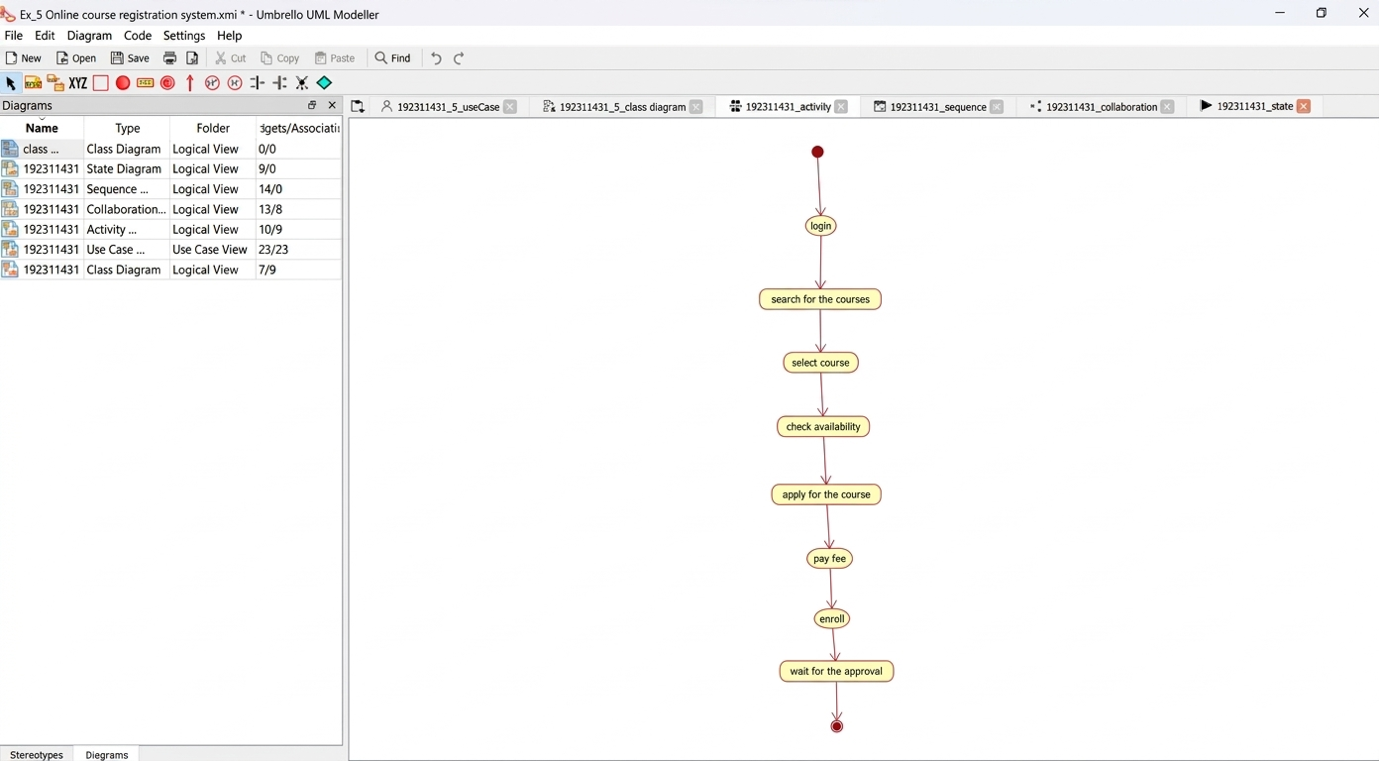 Ex_5 Online course registration system.xmi * - Umbrello UML Modeller
File Edit Diagram Code Settings Help
New Open Save Cut Copy Paste Find
XYZ
Diagrams
192311431_5_useCase 192311431_5_class diagram 192311431_activity 192311431_sequence 192311431_collaboration 192311431_state
Name Type Folder
class ... Class Diagram Logical View 0/0
192311431 State Diagram Logical View 9/0
192311431 Sequence ... Logical View 14/0
192311431 Collaboration... Logical View 13/8
192311431 Activity ... Logical View 10/9
192311431 Use Case ... Use Case View 23/23
192311431 Class Diagram Logical View 7/9
login
search for the courses
select course
check availability
apply for the course
pay fee
enroll
wait for the approval
Stereotypes Diagrams